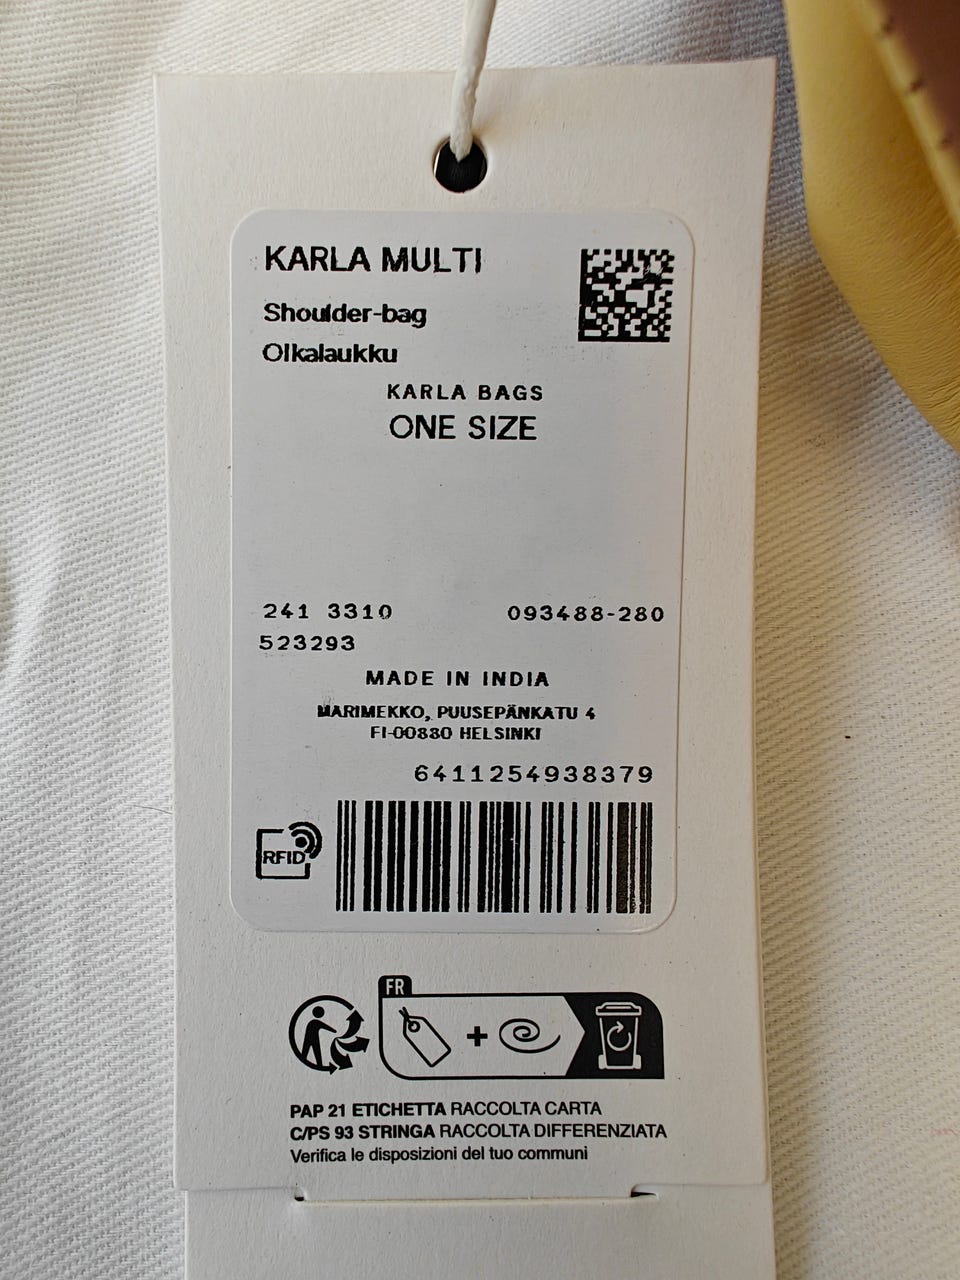 KARLA MULTI
Shoulder-bag
Olkalaukku
KARLA BAGS
ONE SIZE
241 3310
093488-280
523293
MADE IN INDIA
MARIMEKKO, PUUSEPÄNKATU 4
FI-00880 HELSINKI
6411254938379
RFID
FR
PAP 21 ETICHETTA RACCOLTA CARTA
C/PS 93 STRINGA RACCOLTA DIFFERENZIATA
Verifica le disposizioni del tuo communi